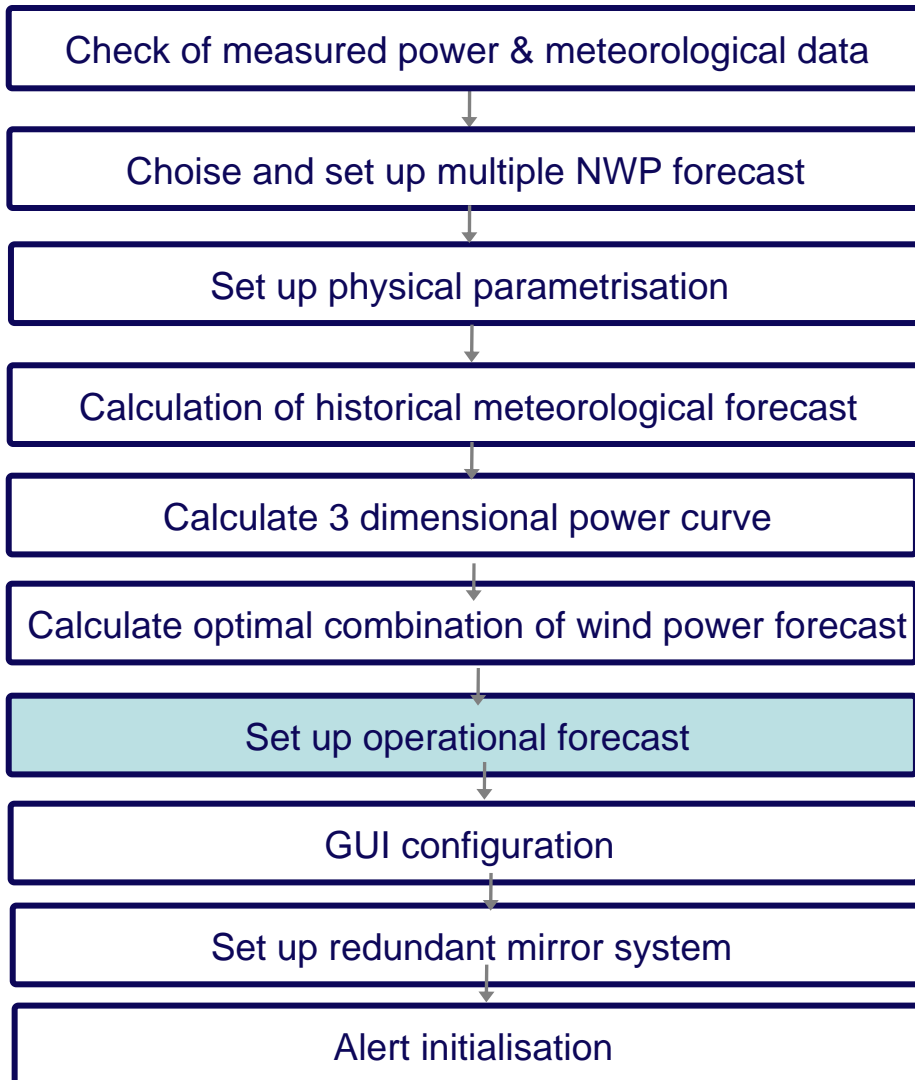 Check of measured power & meteorological data
Choise and set up multiple NWP forecast
Set up physical parametrisation
Calculation of historical meteorological forecast
Calculate 3 dimensional power curve
Calculate optimal combination of wind power forecast
Set up operational forecast
GUI configuration
Set up redundant mirror system
Alert initialisation